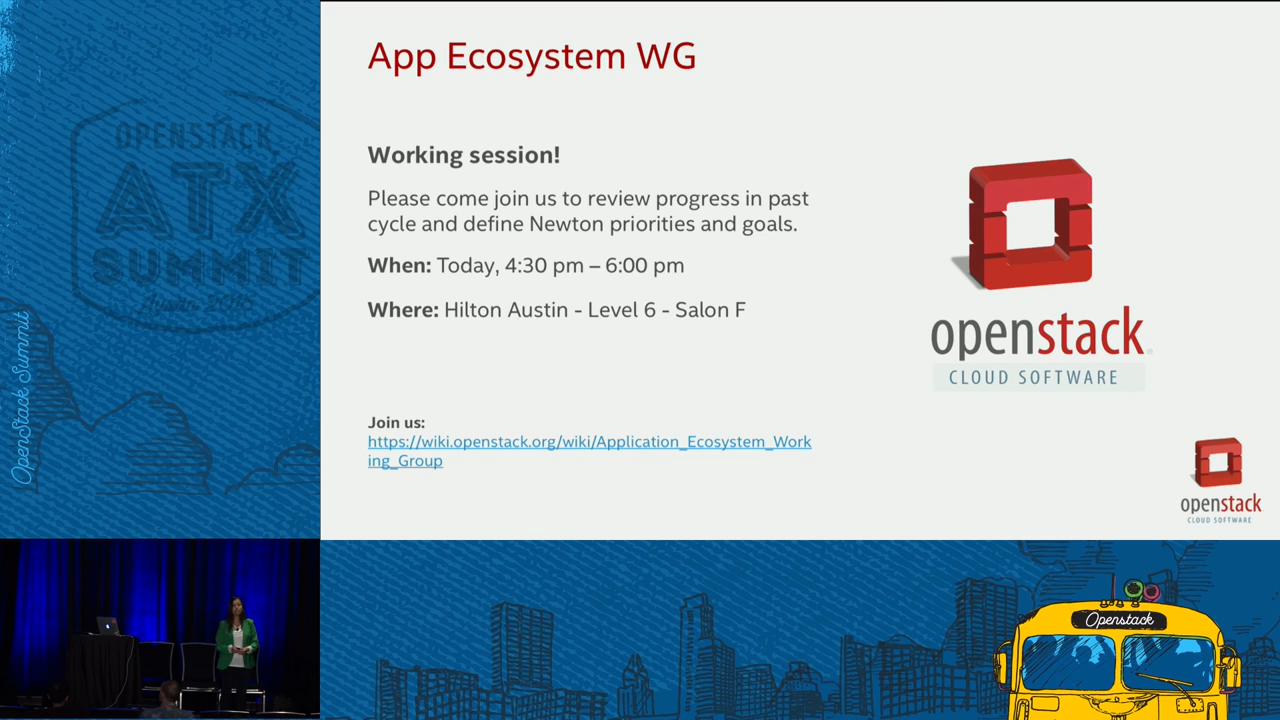 App Ecosystem WG
Working session!
Please come join us to review progress in past
cycle and define Newton priorities and goals.
When: Today, 4:30 pm – 6:00 pm
Where: Hilton Austin - Level 6 - Salon F
Join us:
https://wiki.openstack.org/wiki/Application_Ecosystem_Work
ing_Group
openstack
CLOUD SOFTWARE
openstack
CLOUD SOFTWARE
OPENSTACK
ATX
SUMMIT
Austin 2016
OpenStack Summit
Openstack